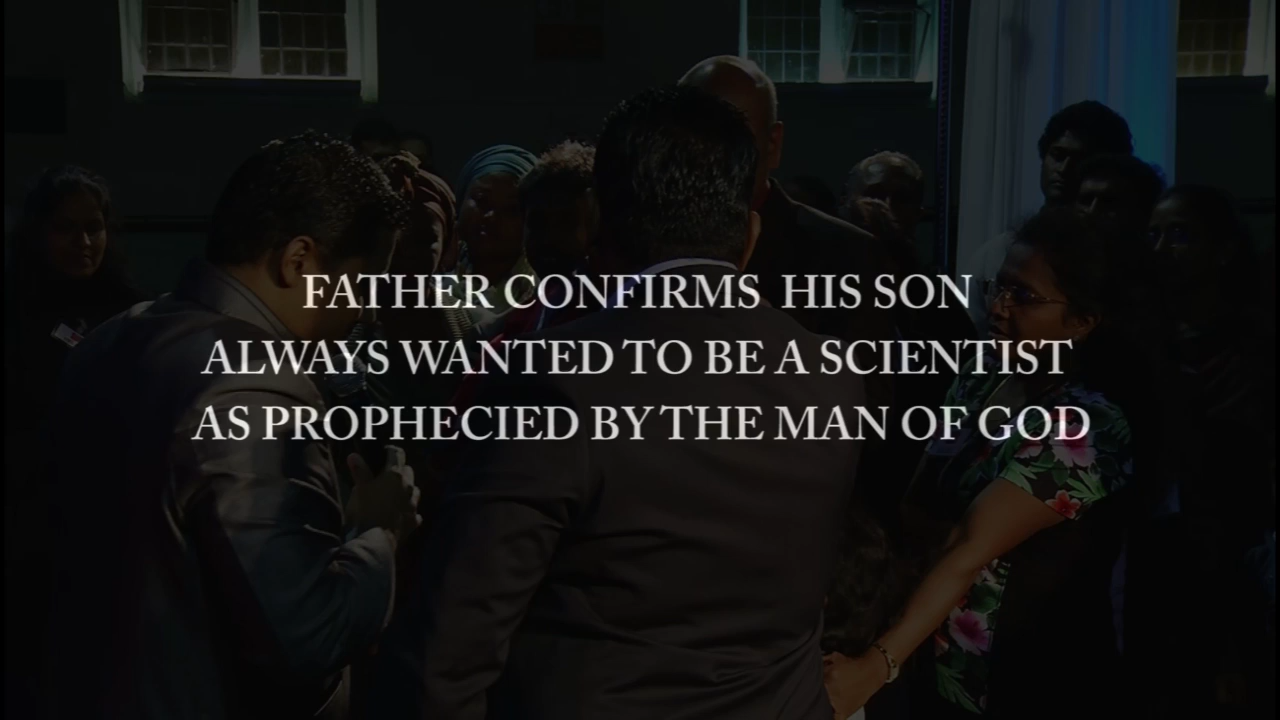 FATHER CONFIRMS HIS SON
ALWAYS WANTED TO BE A SCIENTIST
AS PROPHECIED BY THE MAN OF GOD